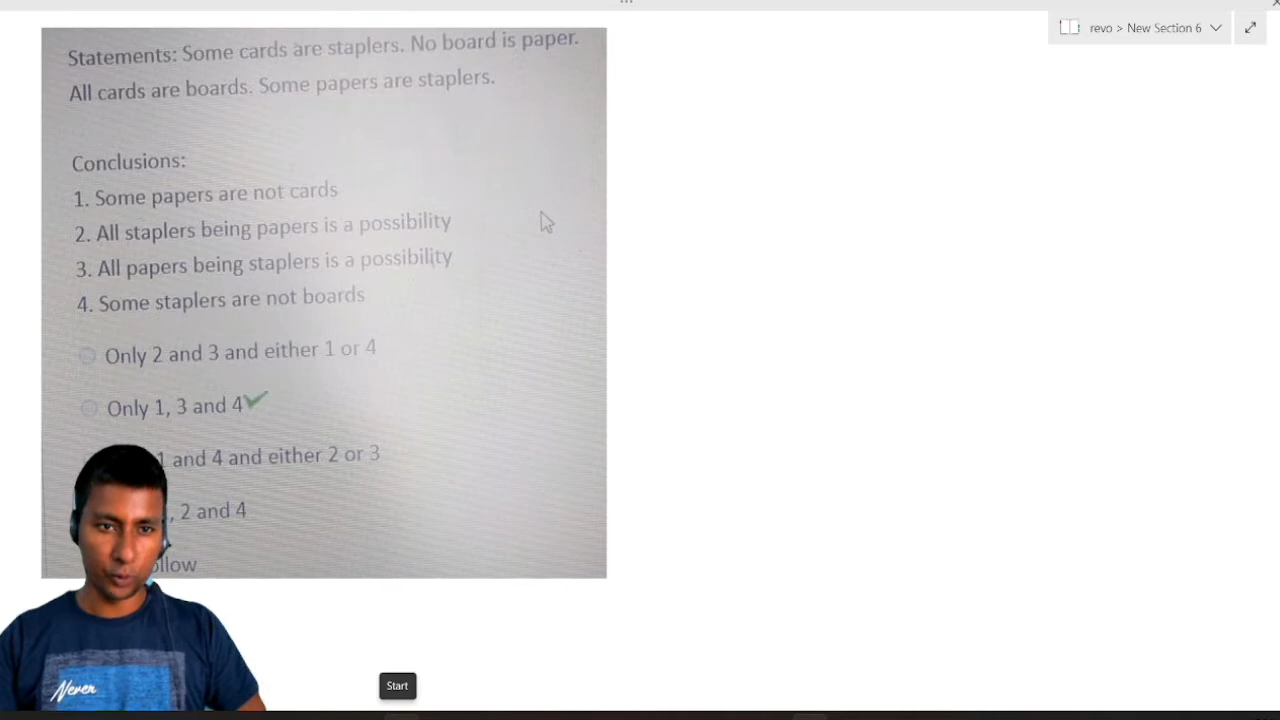 revo > New Section 6
Statements: Some cards are staplers. No board is paper.
All cards are boards. Some papers are staplers.
Conclusions:
1. Some papers are not cards
2. All staplers being papers is a possibility
3. All papers being staplers is a possibility
4. Some staplers are not boards
Only 2 and 3 and either 1 or 4
Only 1, 3 and 4
1 and 4 and either 2 or 3
, 2 and 4
Never
Start